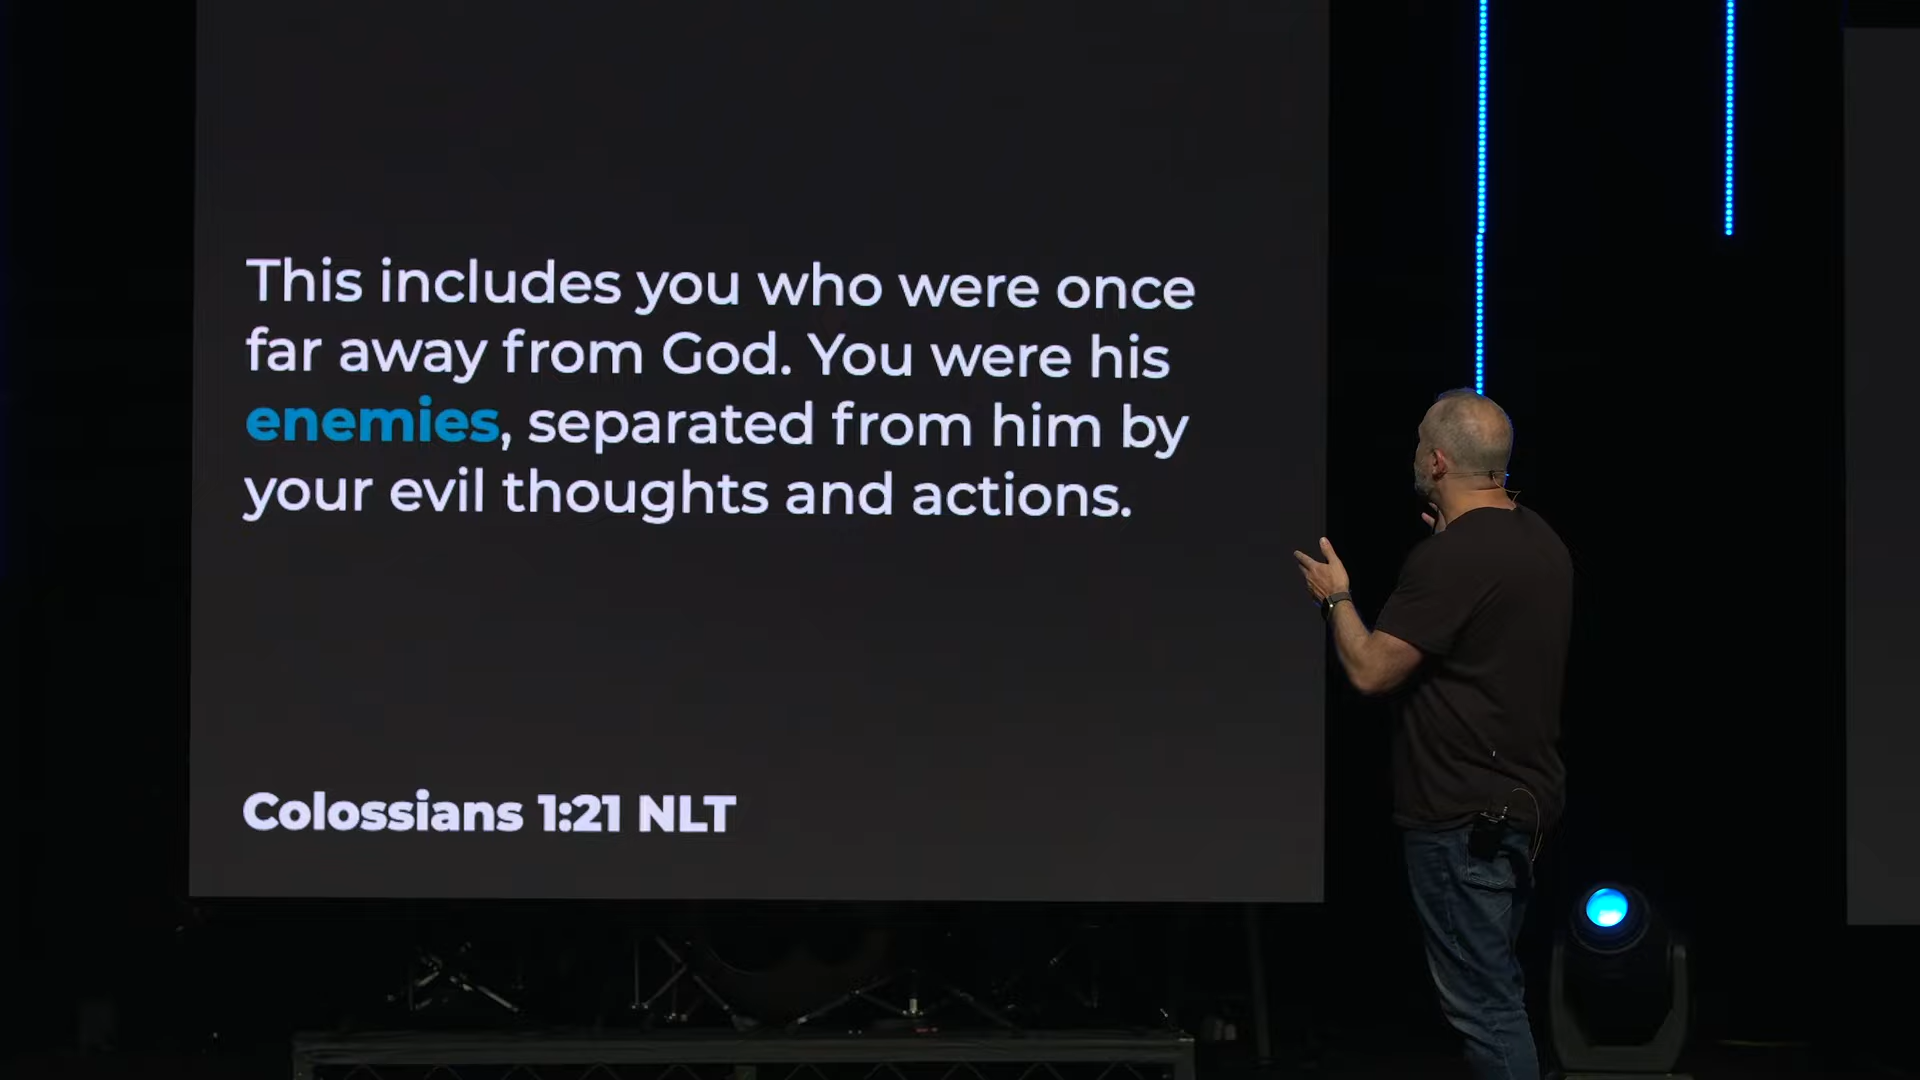 This includes you who were once
far away from God. You were his
enemies, separated from him by
your evil thoughts and actions.
Colossians 1:21 NLT